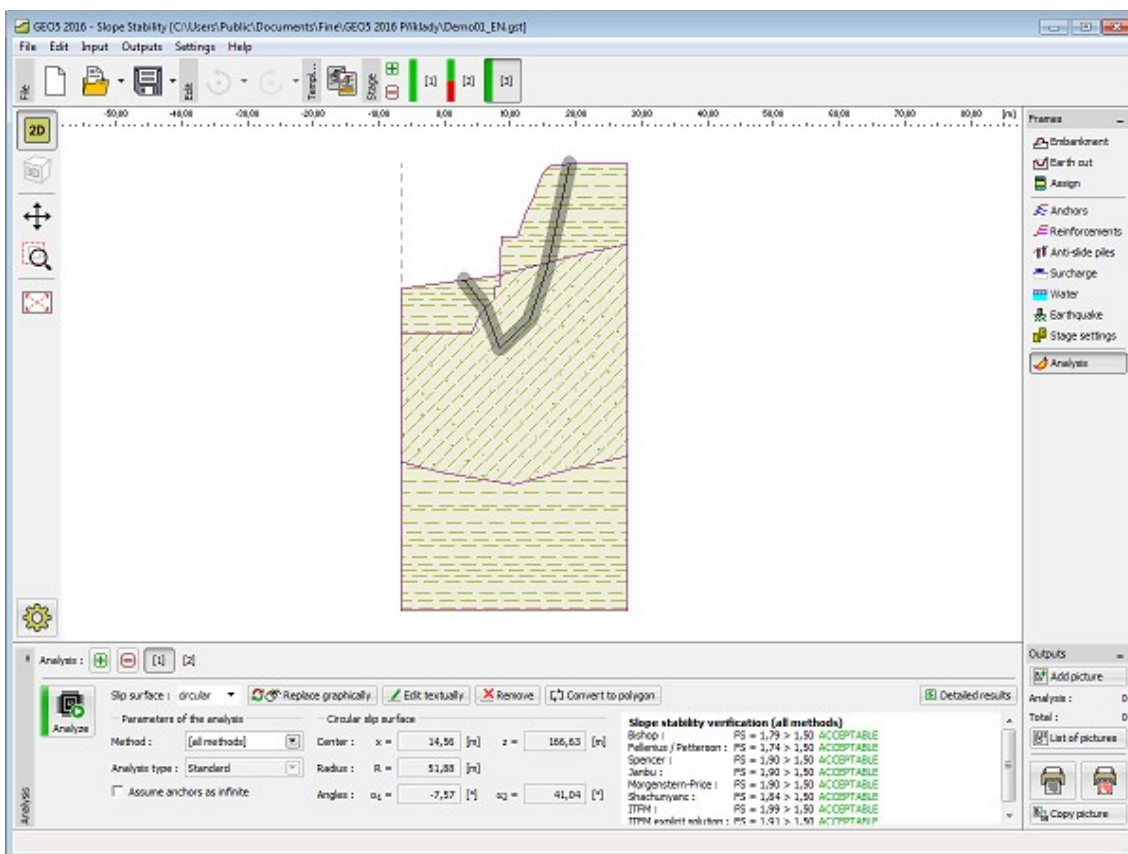 GEO5 2016 - Slope Stability [C:\Users\Public\Documents\Fine\GEO5 2016 Příklady\Demo01_EN.gst]
File Edit Input Outputs Settings Help
File Edit Templ... Stage [1] [2] [3]
-50,00 -40,00 -30,00 -20,00 -10,00 0,00 10,00 20,00 30,00 40,00 50,00 60,00 70,00 80,00 [m]
2D
3D
Frames
Embankment
Earth cut
Assign
Anchors
Reinforcements
Anti-slide piles
Surcharge
Water
Earthquake
Stage settings
Analysis
Analysis : [1] [2]
Analyze
Slip surface : circular Replace graphically Edit textually Remove Convert to polygon Detailed results
Parameters of the analysis
Method : [all methods]
Analysis type : Standard
Assume anchors as infinite
Circular slip surface
Center : x = 14,56 [m] z = 166,63 [m]
Radius : R = 51,88 [m]
Angles : α1 = -7,57 [°] α2 = 41,04 [°]
Slope stability verification (all methods)
Bishop : FS = 1,79 > 1,50 ACCEPTABLE
Fellenius / Petterson : FS = 1,74 > 1,50 ACCEPTABLE
Spencer : FS = 1,90 > 1,50 ACCEPTABLE
Janbu : FS = 1,90 > 1,50 ACCEPTABLE
Morgenstern-Price : FS = 1,90 > 1,50 ACCEPTABLE
Shachunyanc : FS = 1,84 > 1,50 ACCEPTABLE
ITFM : FS = 1,99 > 1,50 ACCEPTABLE
ITFM explicit solution : FS = 1,91 > 1,50 ACCEPTABLE
Analysis
Outputs
Add picture
Analysis : 0
Total : 0
List of pictures
Copy picture